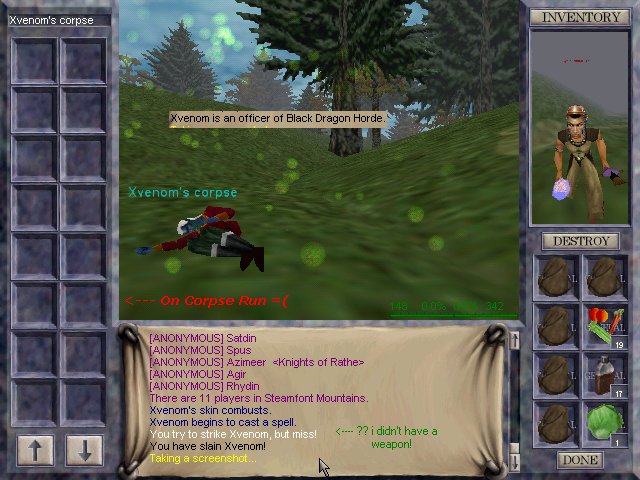 Xvenom's corpse
INVENTORY
Xvenom is an officer of Black Dragon Horde.
Xvenom's corpse
DESTROY
<--- On Corpse Run =(
19
17
1
[ANONYMOUS] Satdin
[ANONYMOUS] Spus
[ANONYMOUS] Azimeer <Knights of Rathe>
[ANONYMOUS] Agir
[ANONYMOUS] Rhydin
There are 11 players in Steamfont Mountains.
Xvenom's skin combusts.
Xvenom begins to cast a spell.
You try to strike Xvenom, but miss!
<---- ?? i didn't have a
weapon!
You have slain Xvenom!
Taking a screenshot...
DONE